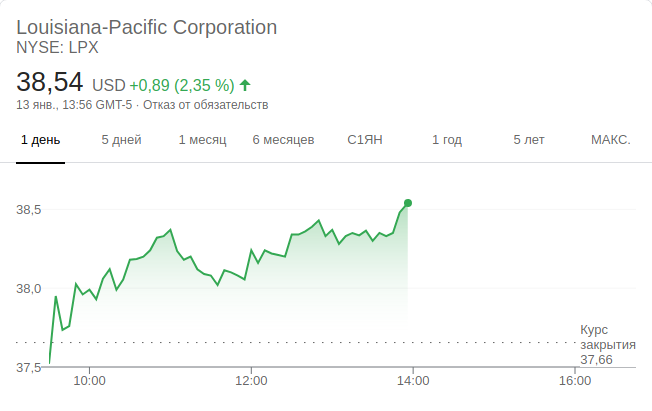 Louisiana-Pacific Corporation
NYSE: LPX
38,54 USD +0,89 (2,35 %)
13 янв., 13:56 GMT-5 · Отказ от обязательств
1 день 5 дней 1 месяц 6 месяцев С1ЯН 1 год 5 лет МАКС.
38,5
38,0
Курс
закрытия
37,66
37,5
10:00 12:00 14:00 16:00